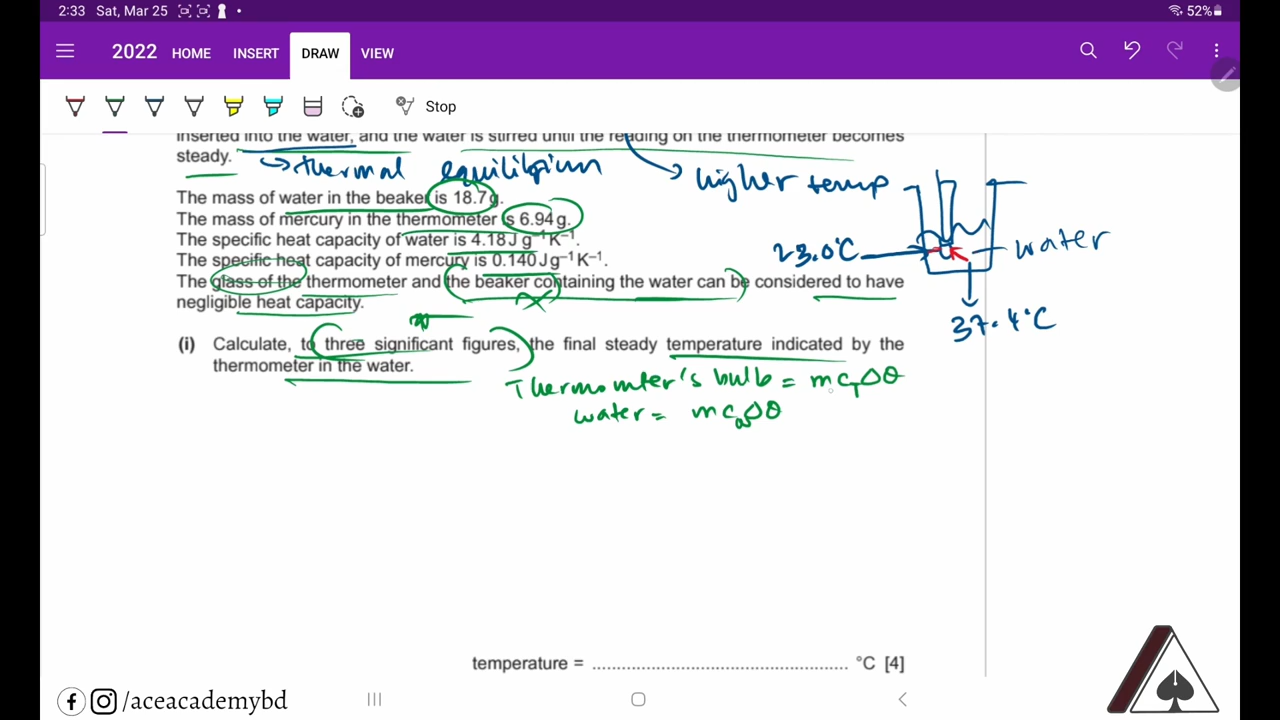 2:33 Sat, Mar 25 52%
2022 HOME INSERT DRAW VIEW
Stop
inserted into the water, and the water is stirred until the reading on the thermometer becomes
steady. → thermal equilibium → higher temp
The mass of water in the beaker is 18.7g.
The mass of mercury in the thermometer is 6.94g.
The specific heat capacity of water is 4.18 J g⁻¹ K⁻¹.
The specific heat capacity of mercury is 0.140 J g⁻¹ K⁻¹.
The glass of the thermometer and the beaker containing the water can be considered to have
negligible heat capacity.
23.0°C
water
37.4°C
(i) Calculate, to three significant figures, the final steady temperature indicated by the
thermometer in the water.
Thermometer's bulb = mc_TΔθ
water = mc_wΔθ
temperature = ................................................ °C [4]
/aceacademybd